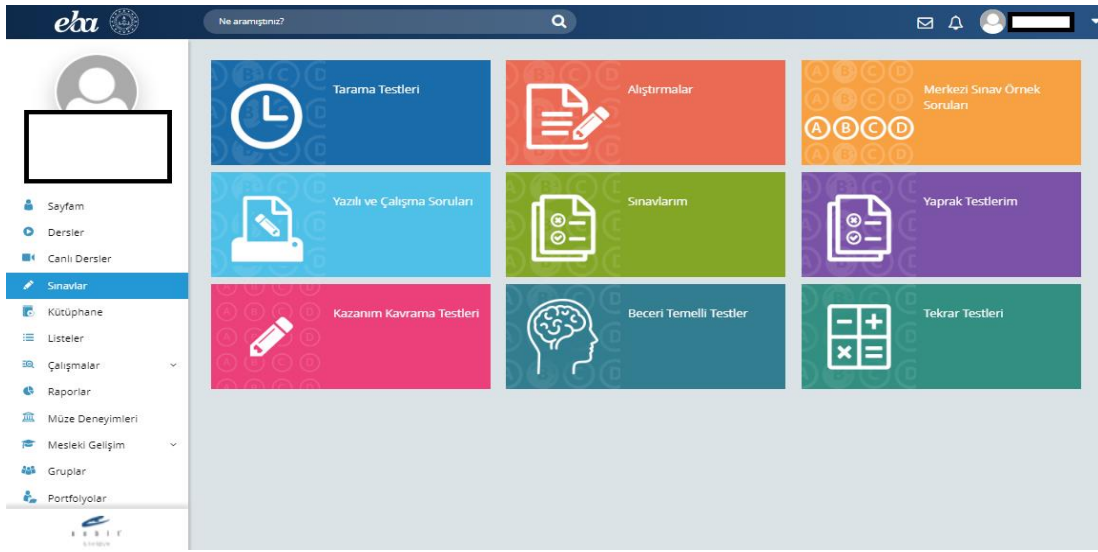 eba
Ne aramıştınız?
Tarama Testleri
Alıştırmalar
Merkezi Sınav Örnek
Soruları
A B C D
Yazılı ve Çalışma Soruları
Sınavlarım
Yaprak Testlerim
Kazanım Kavrama Testleri
Beceri Temelli Testler
Tekrar Testleri
Sayfam
Dersler
Canlı Dersler
Sınavlar
Kütüphane
Listeler
Çalışmalar
Raporlar
Müze Deneyimleri
Mesleki Gelişim
Gruplar
Portfolyolar